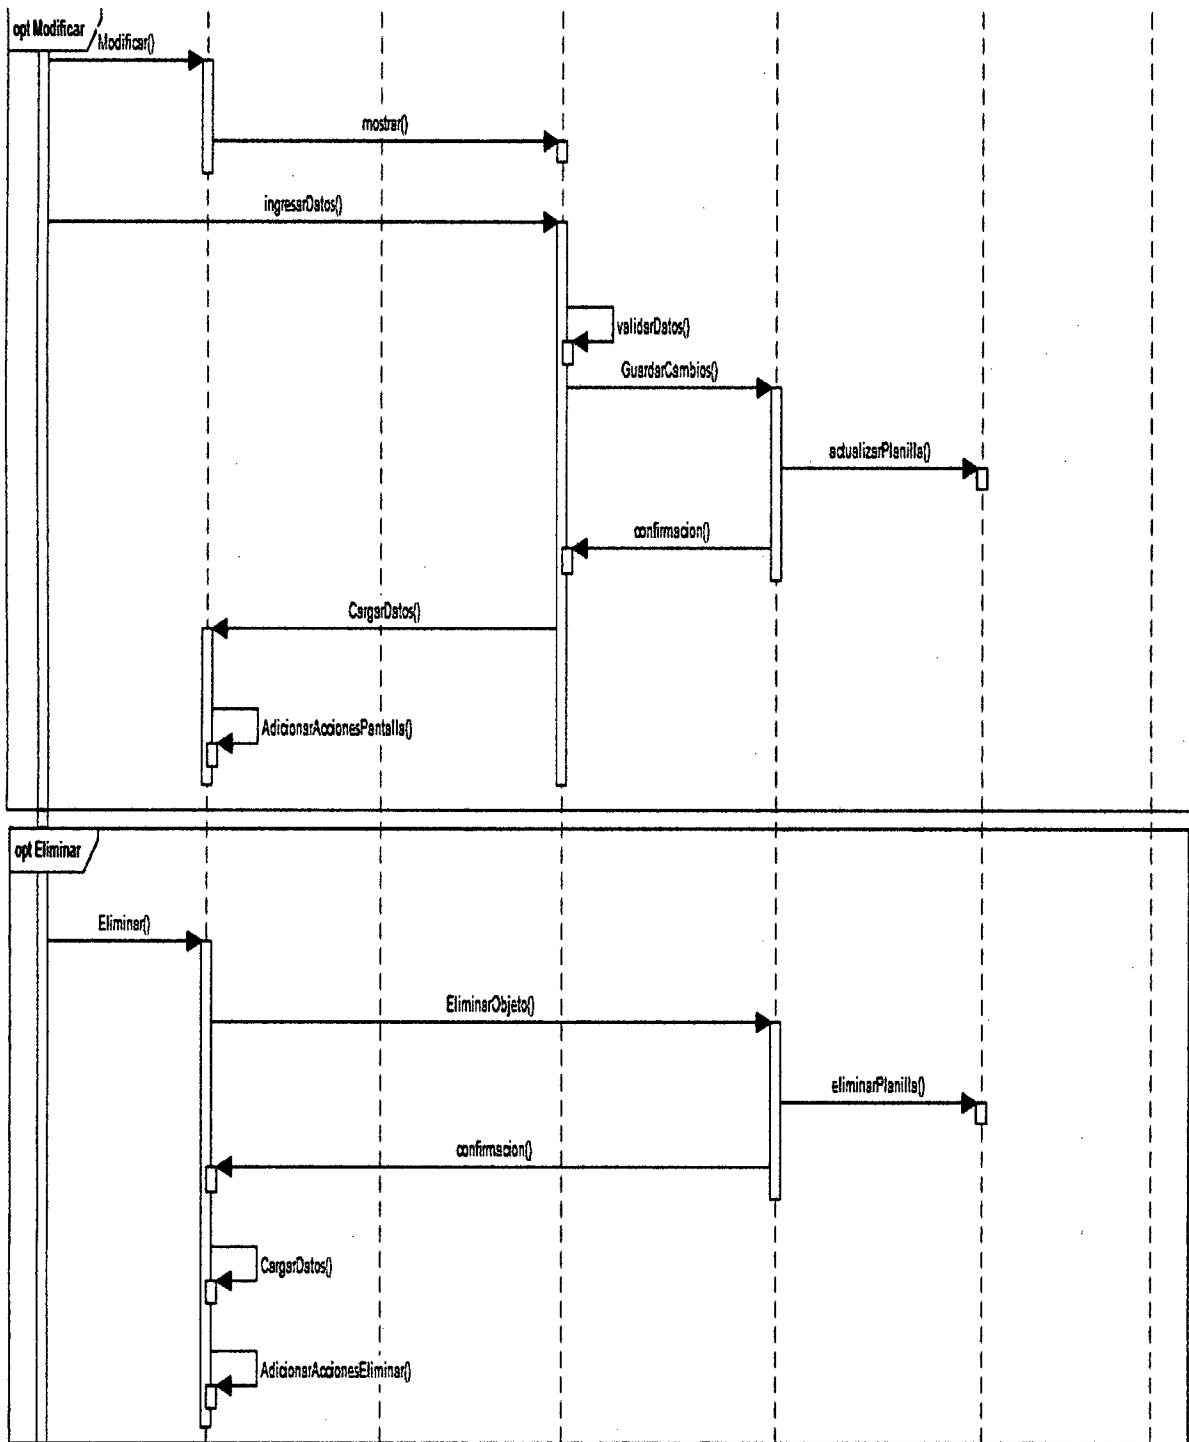 opt Modificar
Modificar()
mostrar()
ingresarDatos()
validarDatos()
GuardarCambios()
actualizarPlanilla()
confirmacion()
CargarDatos()
AdicionarAccionesPantalla()
opt Eliminar
Eliminar()
EliminarObjeto()
eliminarPlanilla()
confirmacion()
CargarDatos()
AdicionarAccionesEliminar()